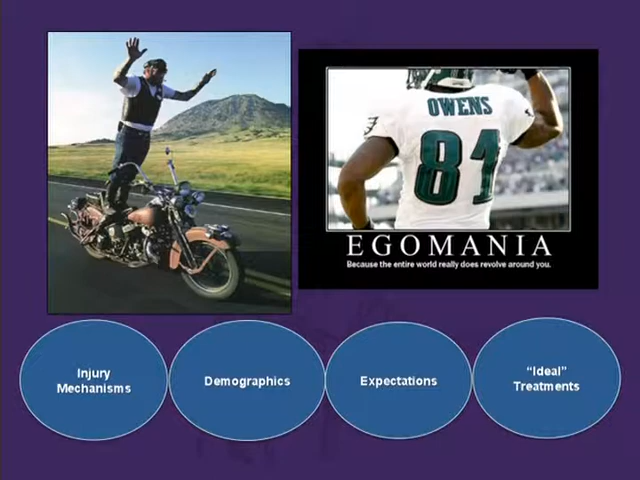 OWENS
81
EGOMANIA
Because the entire world really does revolve around you.
Injury
Mechanisms
Demographics
Expectations
“Ideal”
Treatments